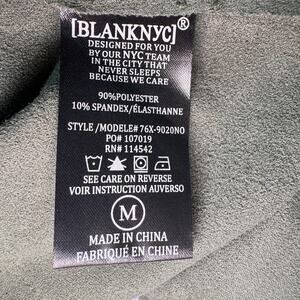 [BLANKNYC]®
DESIGNED FOR YOU
BY OUR NYC TEAM
IN THE CITY THAT
NEVER SLEEPS
BECAUSE WE CARE
90%POLYESTER
10% SPANDEX/ÉLASTHANNE
STYLE /MODELE# 76X-9020NO
PO# 107019
RN# 114542
SEE CARE ON REVERSE
VOIR INSTRUCTION AUVERSO
M
MADE IN CHINA
FABRIQUÉ EN CHINE